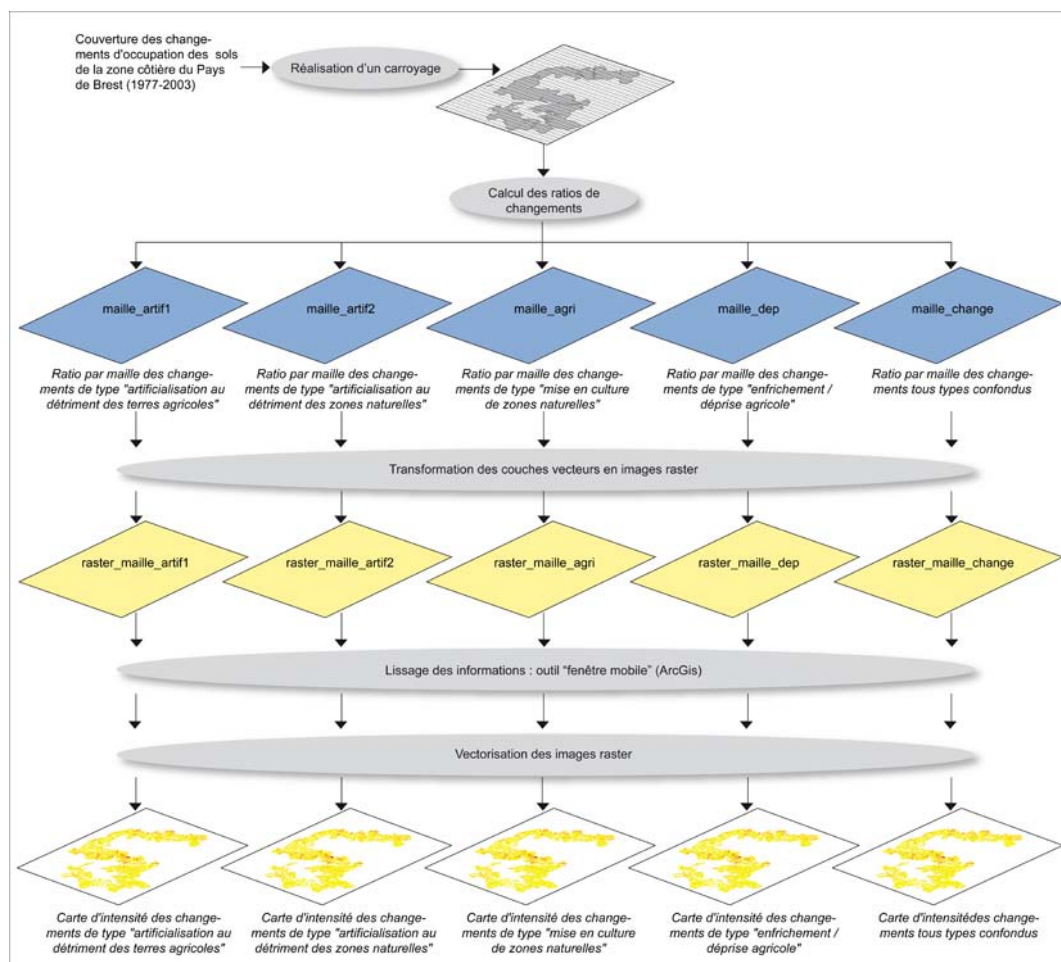 Couverture des change-
ments d'occupation des sols
de la zone côtière du Pays
de Brest (1977-2003)
Réalisation d'un carroyage
Calcul des ratios de
changements
maille_artif1
maille_artif2
maille_agri
maille_dep
maille_change
Ratio par maille des change-
ments de type "artificialisation au
détriment des terres agricoles"
Ratio par maille des change-
ments de type "artificialisation au
détriment des zones naturelles"
Ratio par maille des change-
ments de type "mise en culture
de zones naturelles"
Ratio par maille des change-
ments de type "enfrichement /
déprise agricole"
Ratio par maille des change-
ments tous types confondus
Transformation des couches vecteurs en images raster
raster_maille_artif1
raster_maille_artif2
raster_maille_agri
raster_maille_dep
raster_maille_change
Lissage des informations : outil "fenêtre mobile" (ArcGis)
Vectorisation des images raster
Carte d'intensité des change-
ments de type "artificialisation au
détriment des terres agricoles"
Carte d'intensité des change-
ments de type "artificialisation au
détriment des zones naturelles"
Carte d'intensité des change-
ments de type "mise en culture
de zones naturelles"
Carte d'intensité des change-
ments de type "enfrichement /
déprise agricole"
Carte d'intensitédes change-
ments tous types confondus